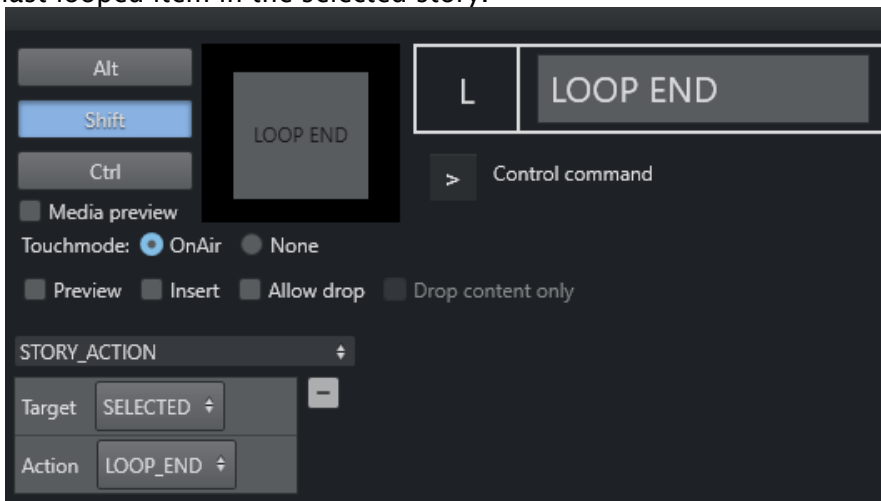 last looped item in the selected story.
Alt
Shift
Ctrl
LOOP END
L
LOOP END
> Control command
Media preview
Touchmode: OnAir None
Preview Insert Allow drop Drop content only
STORY_ACTION
Target SELECTED
Action LOOP_END